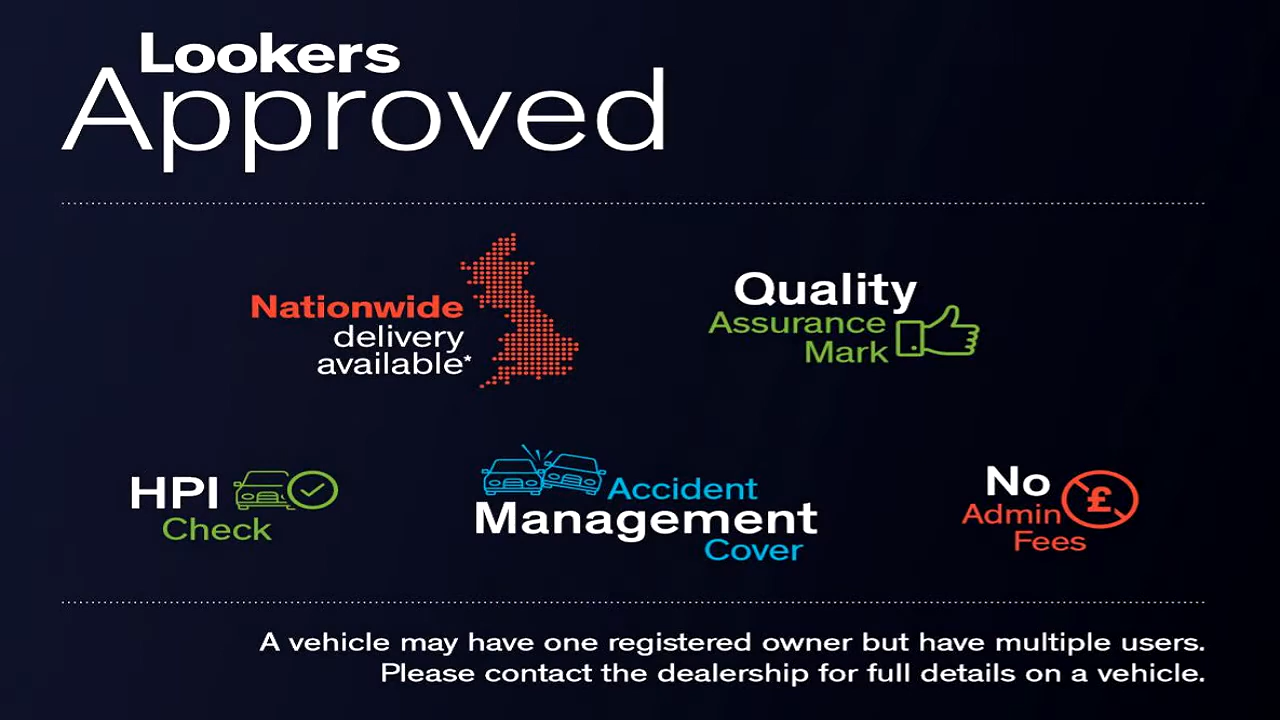 Lookers
Approved
Nationwide
delivery
available*
Quality
Assurance
Mark
HPI
Check
Accident
Management
Cover
No
Admin
£
Fees
A vehicle may have one registered owner but have multiple users.
Please contact the dealership for full details on a vehicle.